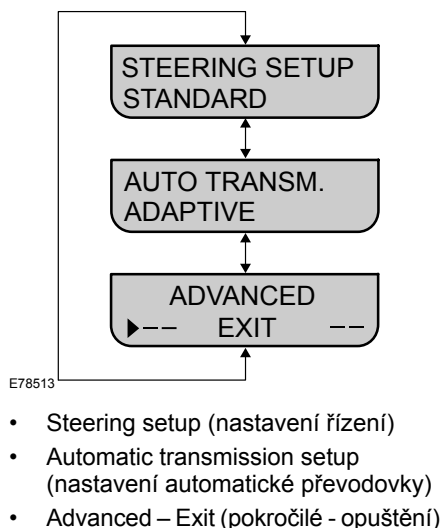 STEERING SETUP
STANDARD
AUTO TRANSM.
ADAPTIVE
ADVANCED
▶-- EXIT --
E78513
• Steering setup (nastavení řízení)
• Automatic transmission setup
(nastavení automatické převodovky)
• Advanced – Exit (pokročilé - opuštění)